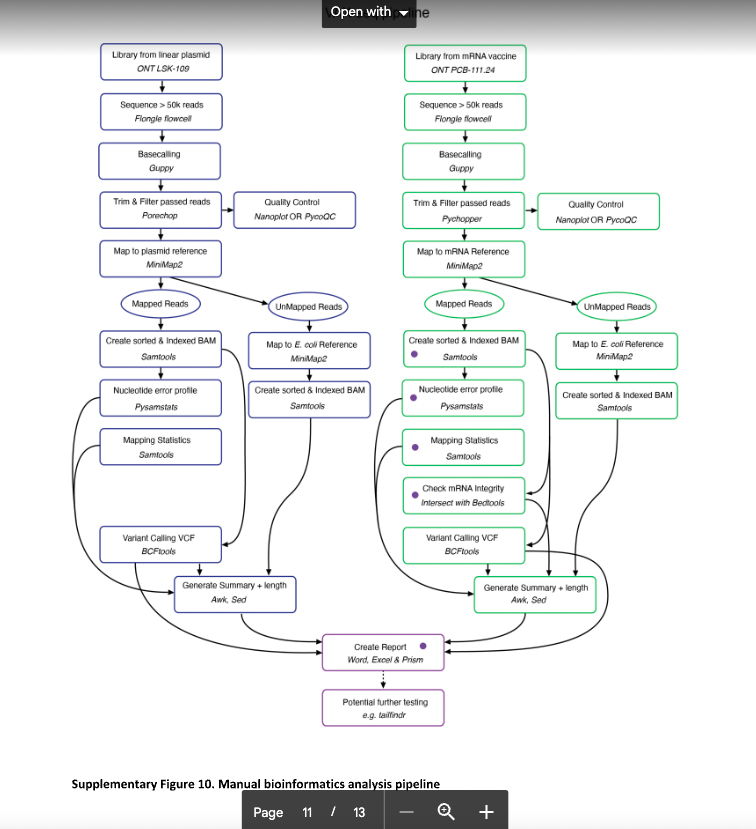 Open with
ine
Library from linear plasmid
ONT LSK-109
Sequence > 50k reads
Flongle flowcell
Basecalling
Guppy
Trim & Filter passed reads
Porechop
Quality Control
Nanoplot OR PycoQC
Map to plasmid reference
MiniMap2
Mapped Reads
UnMapped Reads
Create sorted & Indexed BAM
Samtools
Map to E. coli Reference
MiniMap2
Nucleotide error profile
Pysamstats
Create sorted & Indexed BAM
Samtools
Mapping Statistics
Samtools
Variant Calling VCF
BCFtools
Generate Summary + length
Awk, Sed
Library from mRNA vaccine
ONT PCB-111.24
Sequence > 50k reads
Flongle flowcell
Basecalling
Guppy
Trim & Filter passed reads
Pychopper
Quality Control
Nanoplot OR PycoQC
Map to mRNA Reference
MiniMap2
Mapped Reads
UnMapped Reads
Create sorted & Indexed BAM
Samtools
Map to E. coli Reference
MiniMap2
Nucleotide error profile
Pysamstats
Create sorted & Indexed BAM
Samtools
Mapping Statistics
Samtools
Check mRNA Integrity
Intersect with Bedtools
Variant Calling VCF
BCFtools
Generate Summary + length
Awk, Sed
Create Report
Word, Excel & Prism
Potential further testing
e.g. tailfindr
Supplementary Figure 10. Manual bioinformatics analysis pipeline
Page 11 / 13